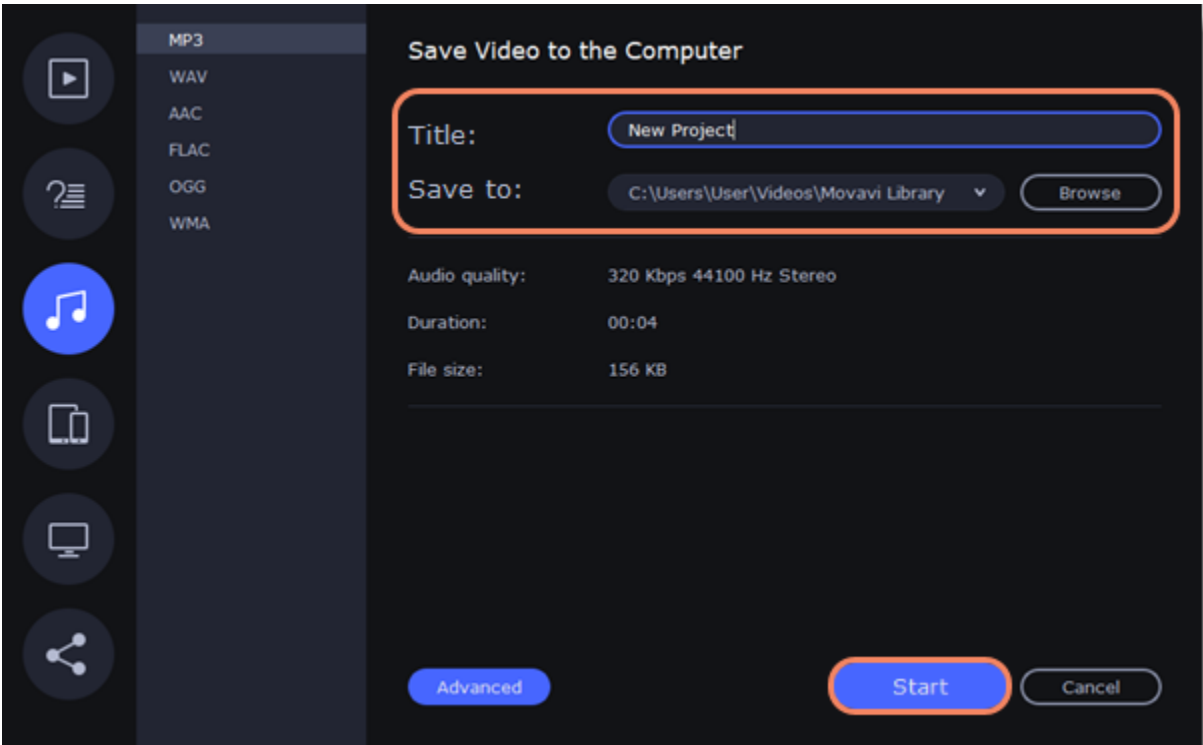 MP3
WAV
AAC
FLAC
OGG
WMA
Save Video to the Computer
Title: New Project
Save to: C:\Users\User\Videos\Movavi Library Browse
Audio quality: 320 Kbps 44100 Hz Stereo
Duration: 00:04
File size: 156 KB
Advanced Start Cancel